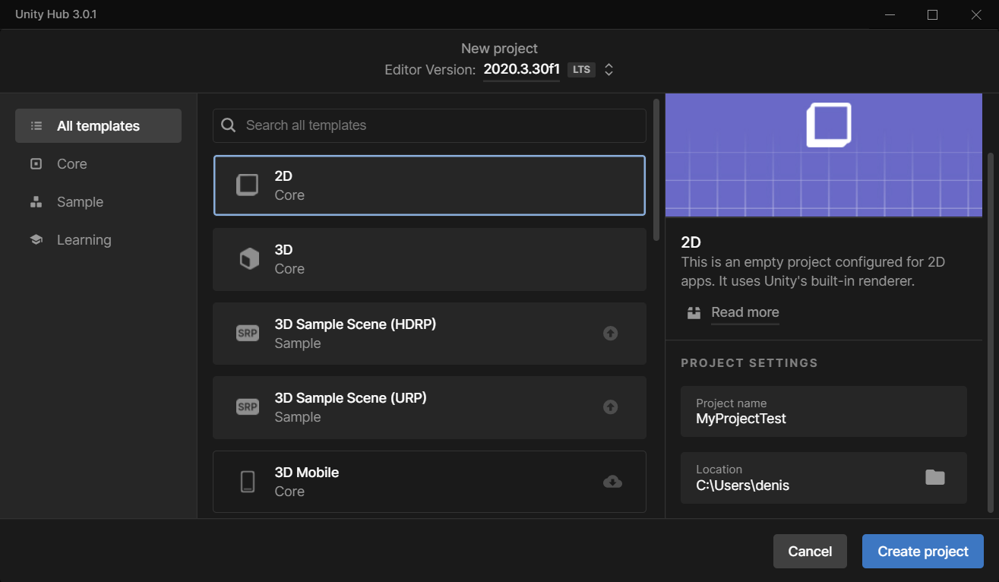 Unity Hub 3.0.1
New project
Editor Version: 2020.3.30f1 LTS
All templates
Core
Sample
Learning
Search all templates
2D
Core
3D
Core
SRP
3D Sample Scene (HDRP)
Sample
SRP
3D Sample Scene (URP)
Sample
3D Mobile
Core
2D
This is an empty project configured for 2D
apps. It uses Unity's built-in renderer.
Read more
PROJECT SETTINGS
Project name
MyProjectTest
Location
C:\Users\denis
Cancel
Create project